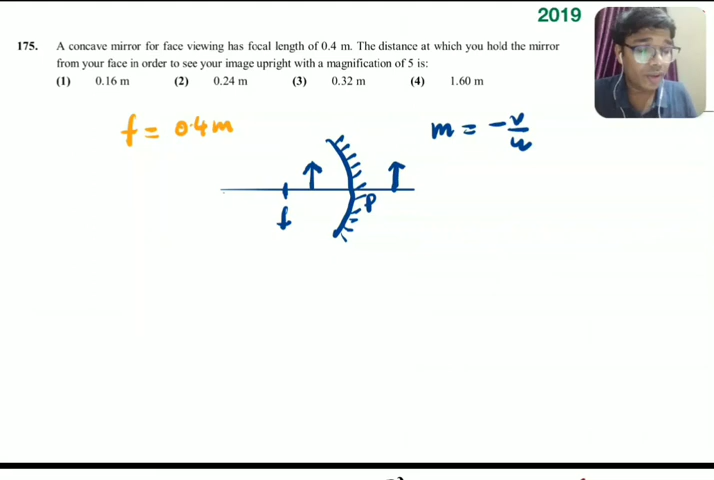 2019
175. A concave mirror for face viewing has focal length of 0.4 m. The distance at which you hold the mirror
from your face in order to see your image upright with a magnification of 5 is:
(1) 0.16 m (2) 0.24 m (3) 0.32 m (4) 1.60 m
f = 0.4m
m = -v/u
P
f